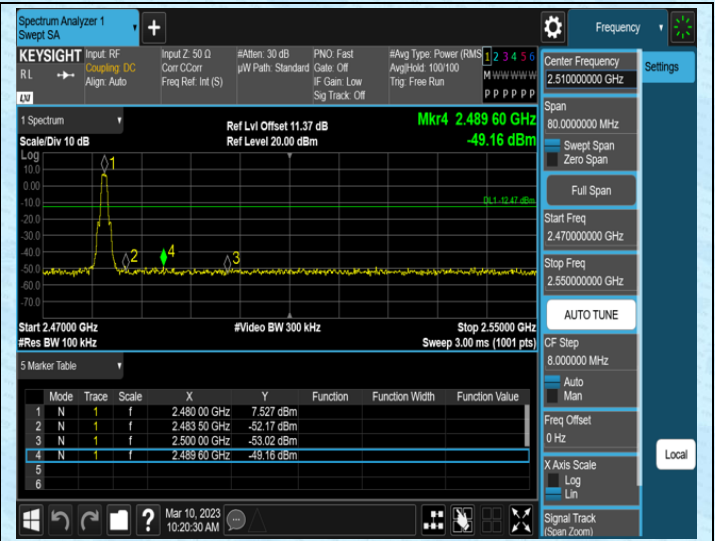 Spectrum Analyzer 1
Swept SA
+
Frequency
KEYSIGHT
RL
LXI
Input: RF
Coupling: DC
Align: Auto
Input Z: 50 Ω
Corr CCorr
Freq Ref: Int (S)
#Atten: 30 dB
µW Path: Standard
PNO: Fast
Gate: Off
IF Gain: Low
Sig Track: Off
#Avg Type: Power (RMS
Avg|Hold: 100/100
Trig: Free Run
1 2 3 4 5 6
M W W W W W
P P P P P P
1 Spectrum
Scale/Div 10 dB
Ref Lvl Offset 11.37 dB
Ref Level 20.00 dBm
Mkr4 2.489 60 GHz
-49.16 dBm
Log
10.0
0.00
-10.0
-20.0
-30.0
-40.0
-50.0
-60.0
-70.0
1
2
4
3
DL1 -12.47 dBm
Start 2.47000 GHz
#Res BW 100 kHz
#Video BW 300 kHz
Stop 2.55000 GHz
Sweep 3.00 ms (1001 pts)
5 Marker Table
Mode Trace Scale X Y Function Function Width Function Value
1 N 1 f 2.480 00 GHz 7.527 dBm
2 N 1 f 2.483 50 GHz -52.17 dBm
3 N 1 f 2.500 00 GHz -53.02 dBm
4 N 1 f 2.489 60 GHz -49.16 dBm
5
6
?
Mar 10, 2023
10:20:30 AM
Center Frequency
2.510000000 GHz
Span
80.0000000 MHz
Swept Span
Zero Span
Full Span
Start Freq
2.470000000 GHz
Stop Freq
2.550000000 GHz
AUTO TUNE
CF Step
8.000000 MHz
Auto
Man
Freq Offset
0 Hz
X Axis Scale
Log
Lin
Signal Track
(Span Zoom)
Settings
Local